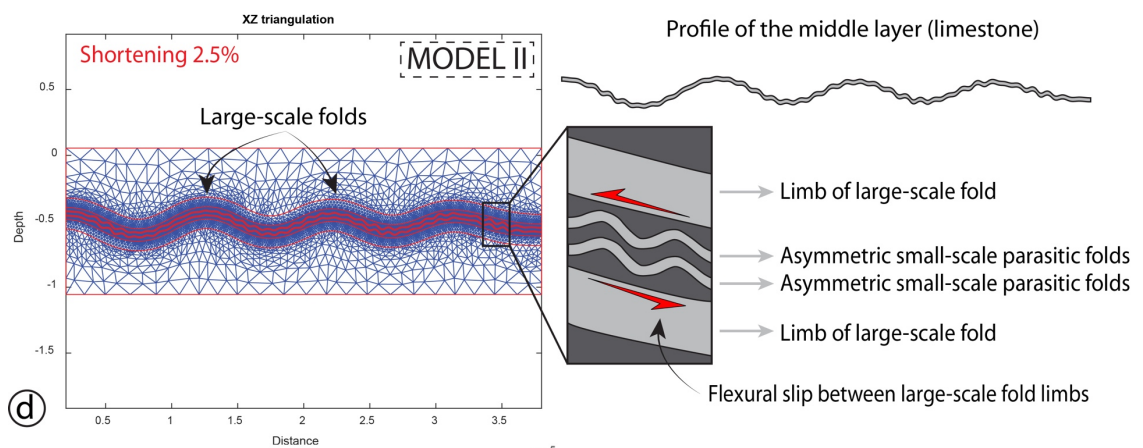 XZ triangulation
Shortening 2.5%
MODEL II
Large-scale folds
0.5
0
-0.5
-1
-1.5
Depth
0.5
1
1.5
2
2.5
3
3.5
Distance
d
Profile of the middle layer (limestone)
Limb of large-scale fold
Asymmetric small-scale parasitic folds
Asymmetric small-scale parasitic folds
Limb of large-scale fold
Flexural slip between large-scale fold limbs